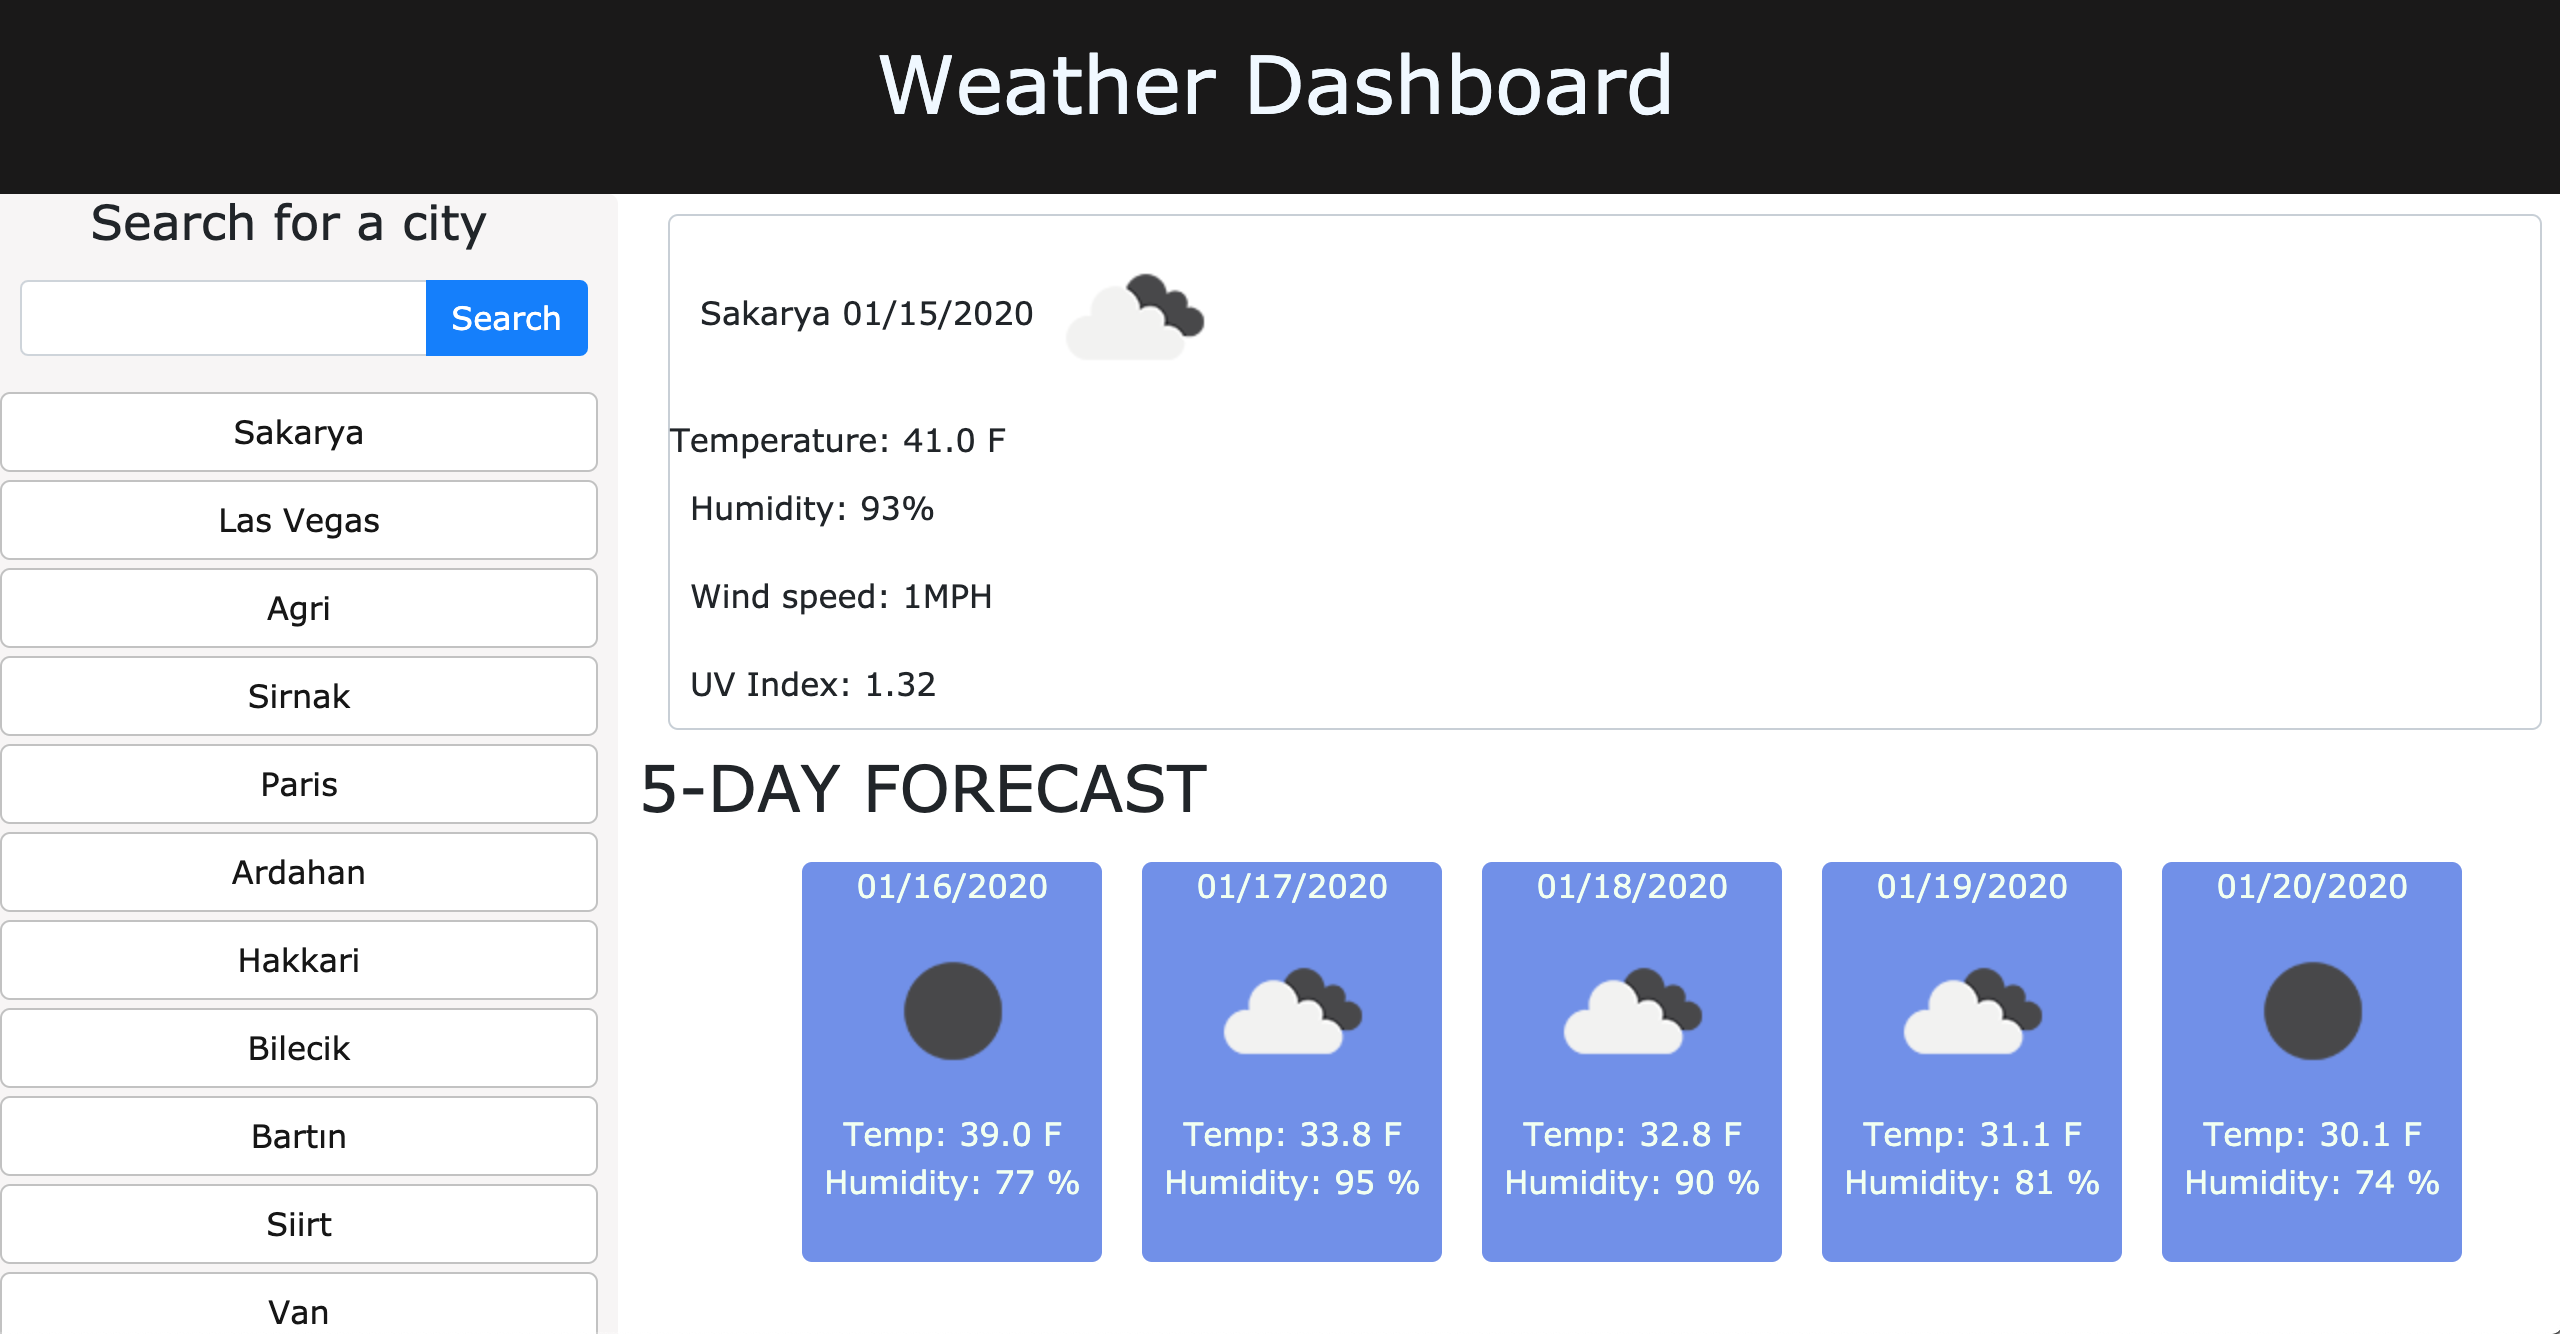 Weather Dashboard
Search for a city
Search
Sakarya
Las Vegas
Agri
Sirnak
Paris
Ardahan
Hakkari
Bilecik
Bartın
Siirt
Van
Sakarya 01/15/2020
Temperature: 41.0 F
Humidity: 93%
Wind speed: 1MPH
UV Index: 1.32
5-DAY FORECAST
01/16/2020
Temp: 39.0 F
Humidity: 77 %
01/17/2020
Temp: 33.8 F
Humidity: 95 %
01/18/2020
Temp: 32.8 F
Humidity: 90 %
01/19/2020
Temp: 31.1 F
Humidity: 81 %
01/20/2020
Temp: 30.1 F
Humidity: 74 %